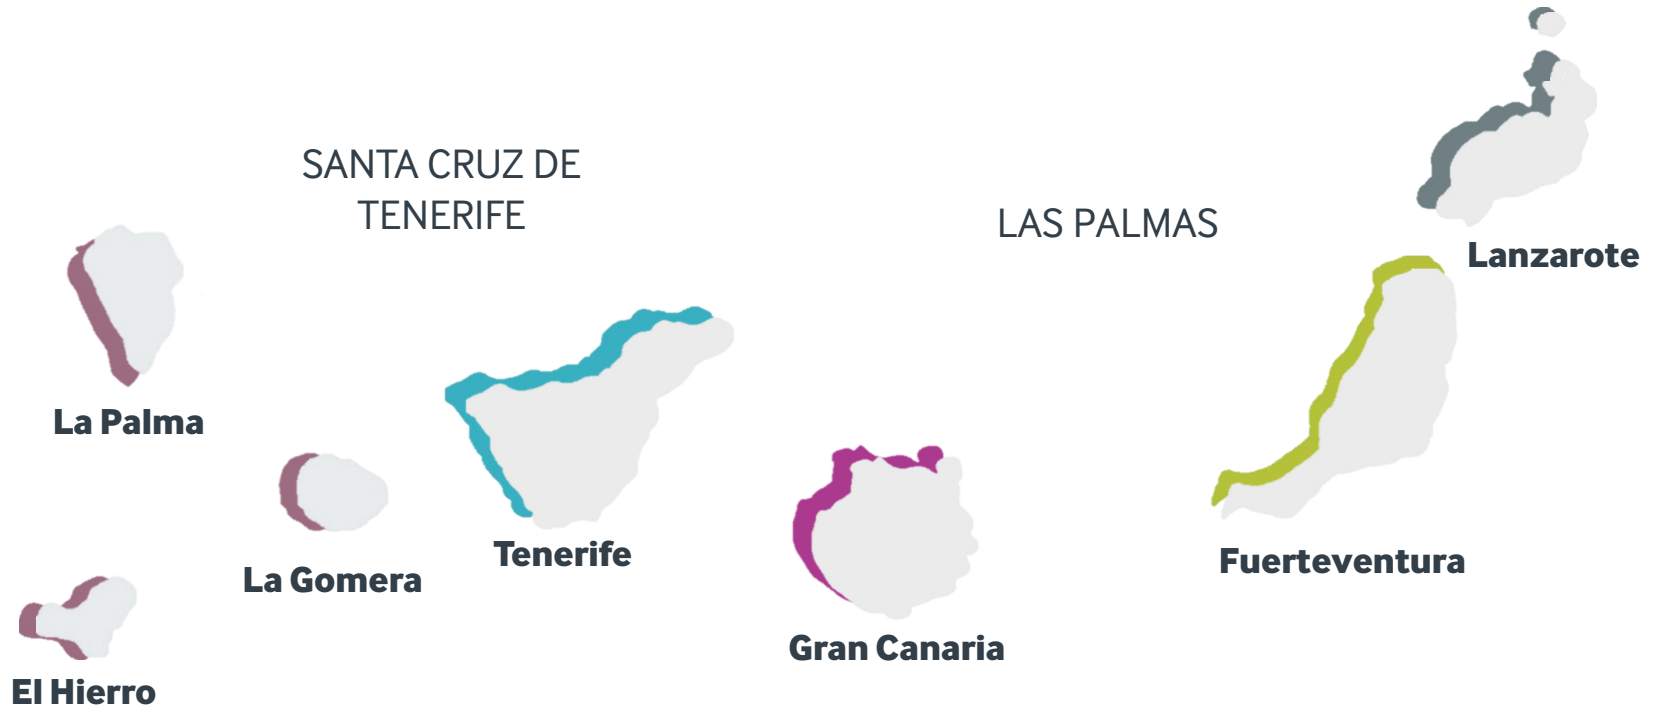 SANTA CRUZ DE
TENERIFE
LAS PALMAS
Lanzarote
La Palma
Tenerife
Fuerteventura
La Gomera
Gran Canaria
El Hierro